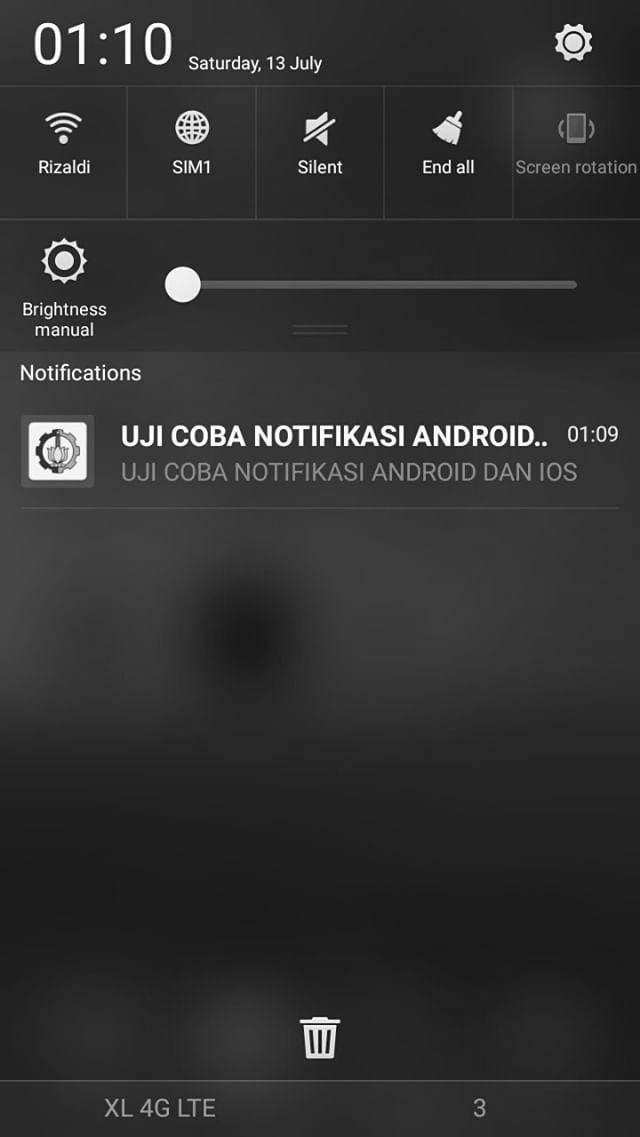 01:10 Saturday, 13 July
Rizaldi SIM1 Silent End all Screen rotation
Brightness
manual
Notifications
UJI COBA NOTIFIKASI ANDROID.. 01:09
UJI COBA NOTIFIKASI ANDROID DAN IOS
XL 4G LTE 3